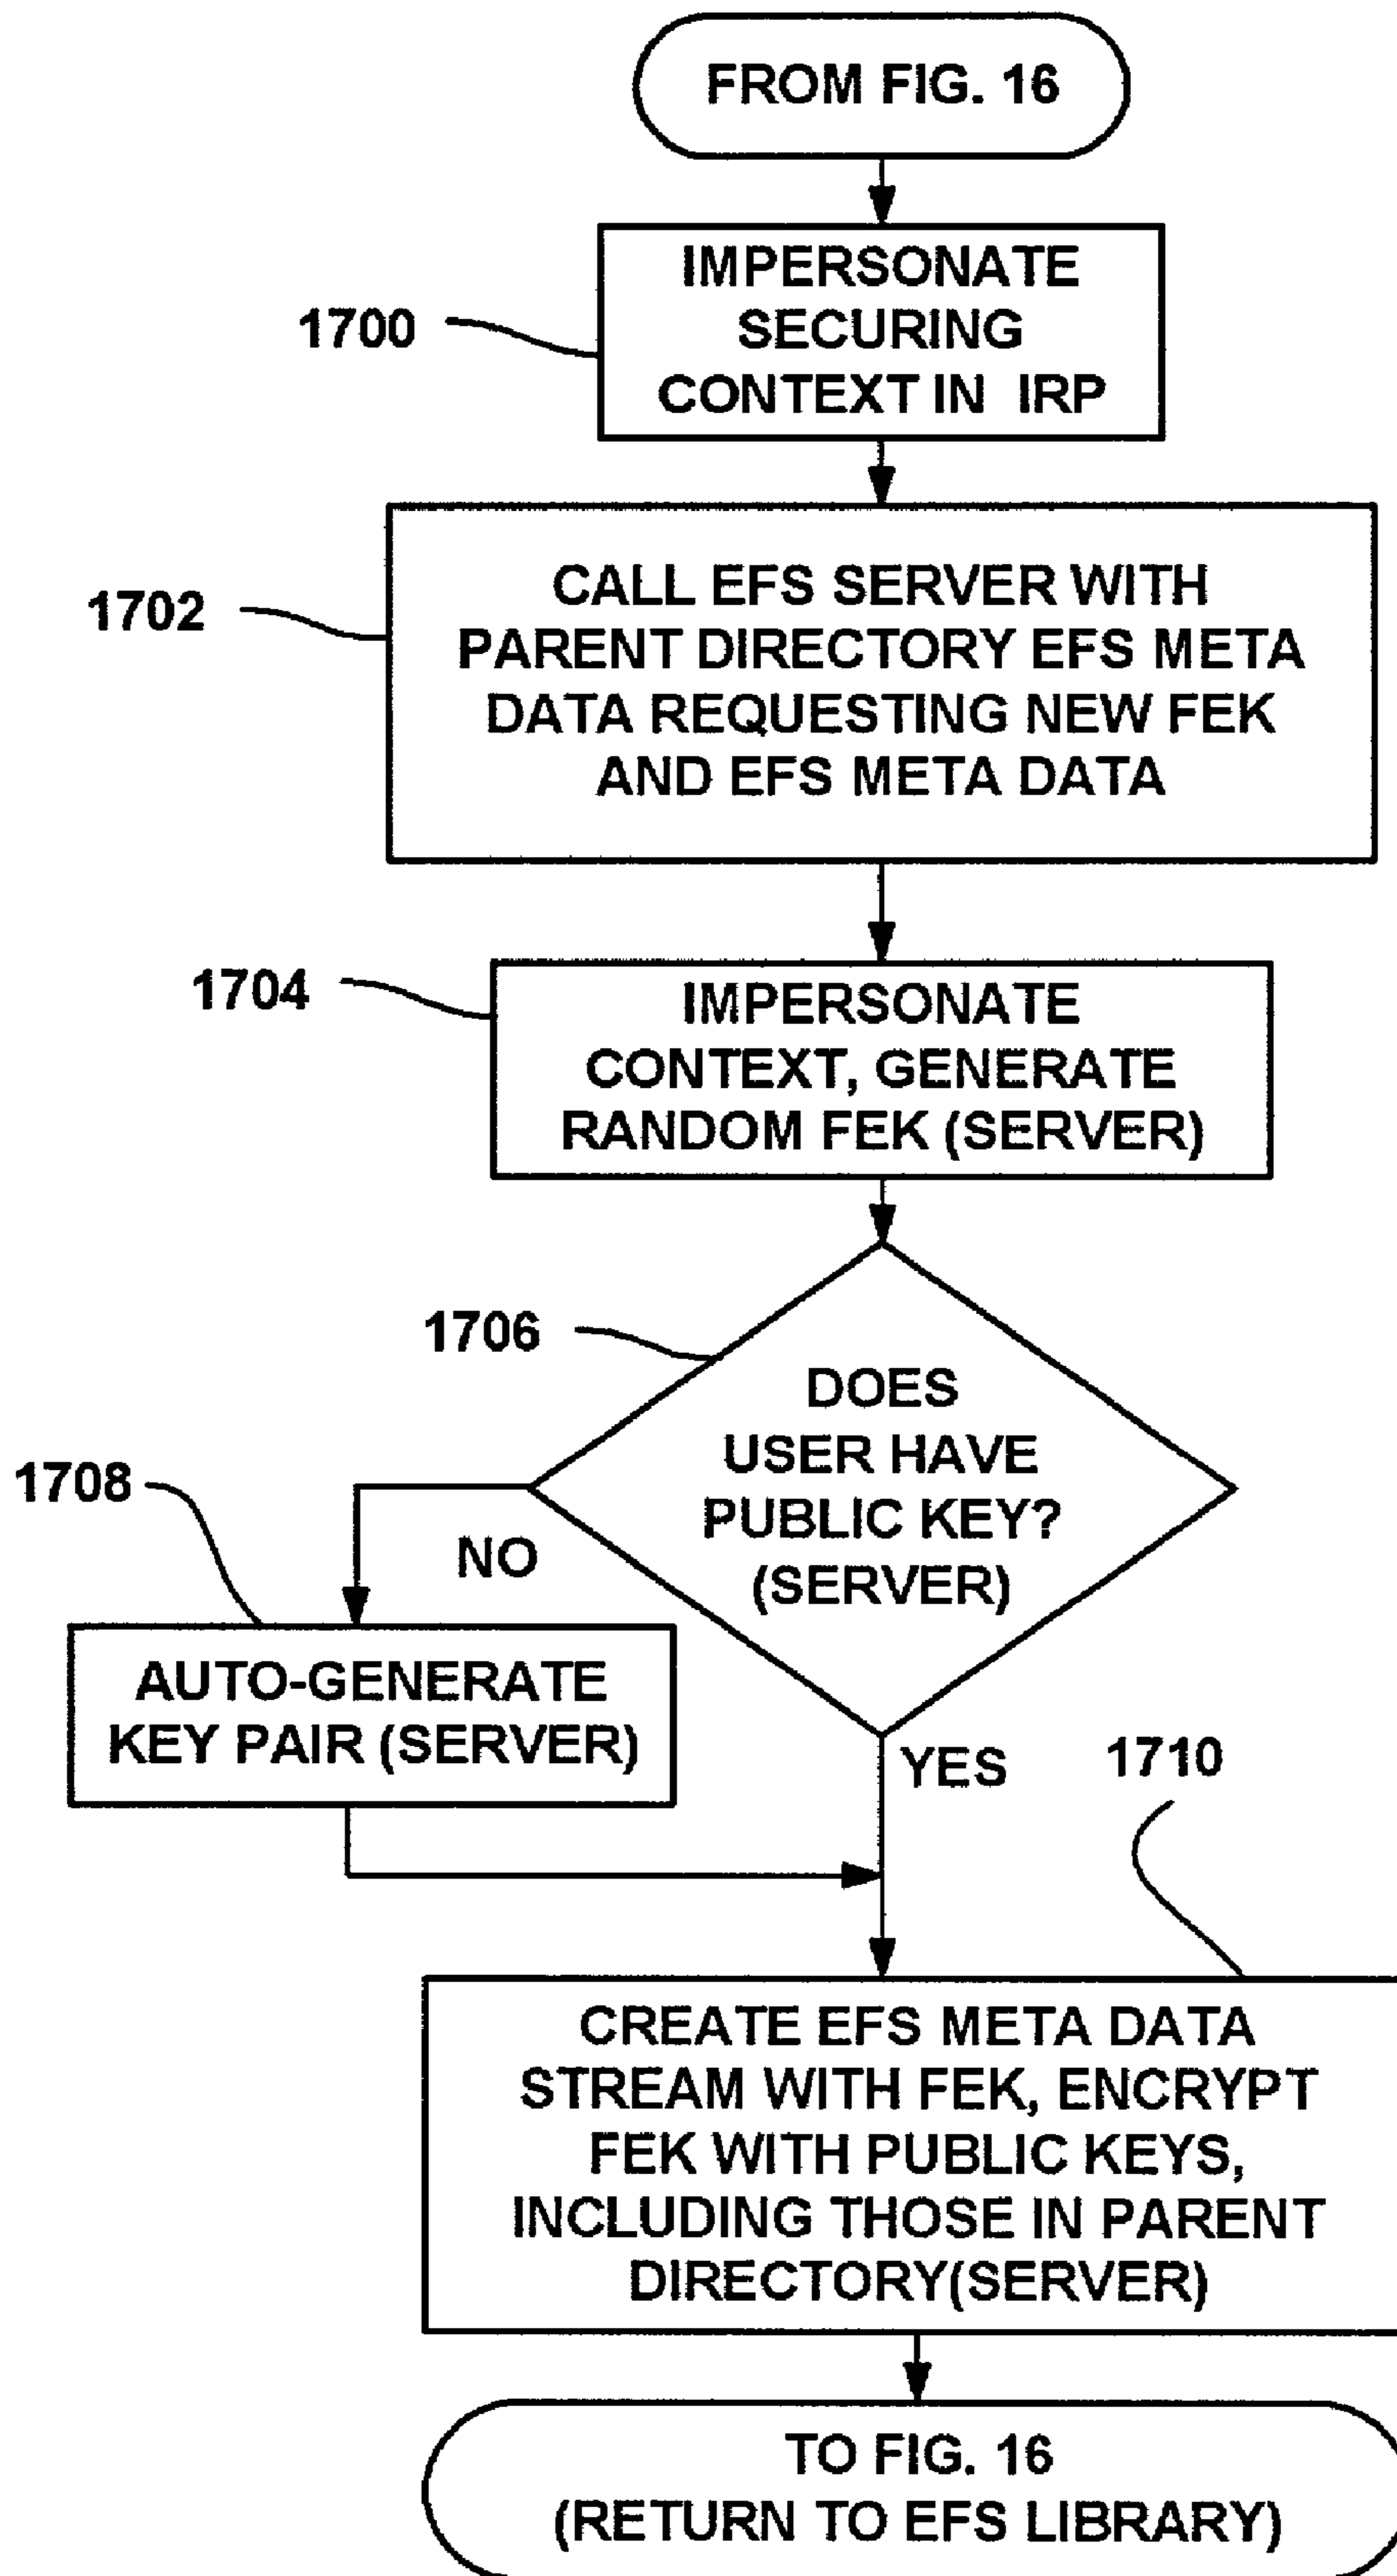 FROM FIG. 16
IMPERSONATE
SECURING
CONTEXT IN IRP
1700
CALL EFS SERVER WITH
PARENT DIRECTORY EFS META
DATA REQUESTING NEW FEK
AND EFS META DATA
1702
IMPERSONATE
CONTEXT, GENERATE
RANDOM FEK (SERVER)
1704
1706
DOES
USER HAVE
PUBLIC KEY?
(SERVER)
1708
NO
AUTO-GENERATE
KEY PAIR (SERVER)
YES
1710
CREATE EFS META DATA
STREAM WITH FEK, ENCRYPT
FEK WITH PUBLIC KEYS,
INCLUDING THOSE IN PARENT
DIRECTORY(SERVER)
TO FIG. 16
(RETURN TO EFS LIBRARY)